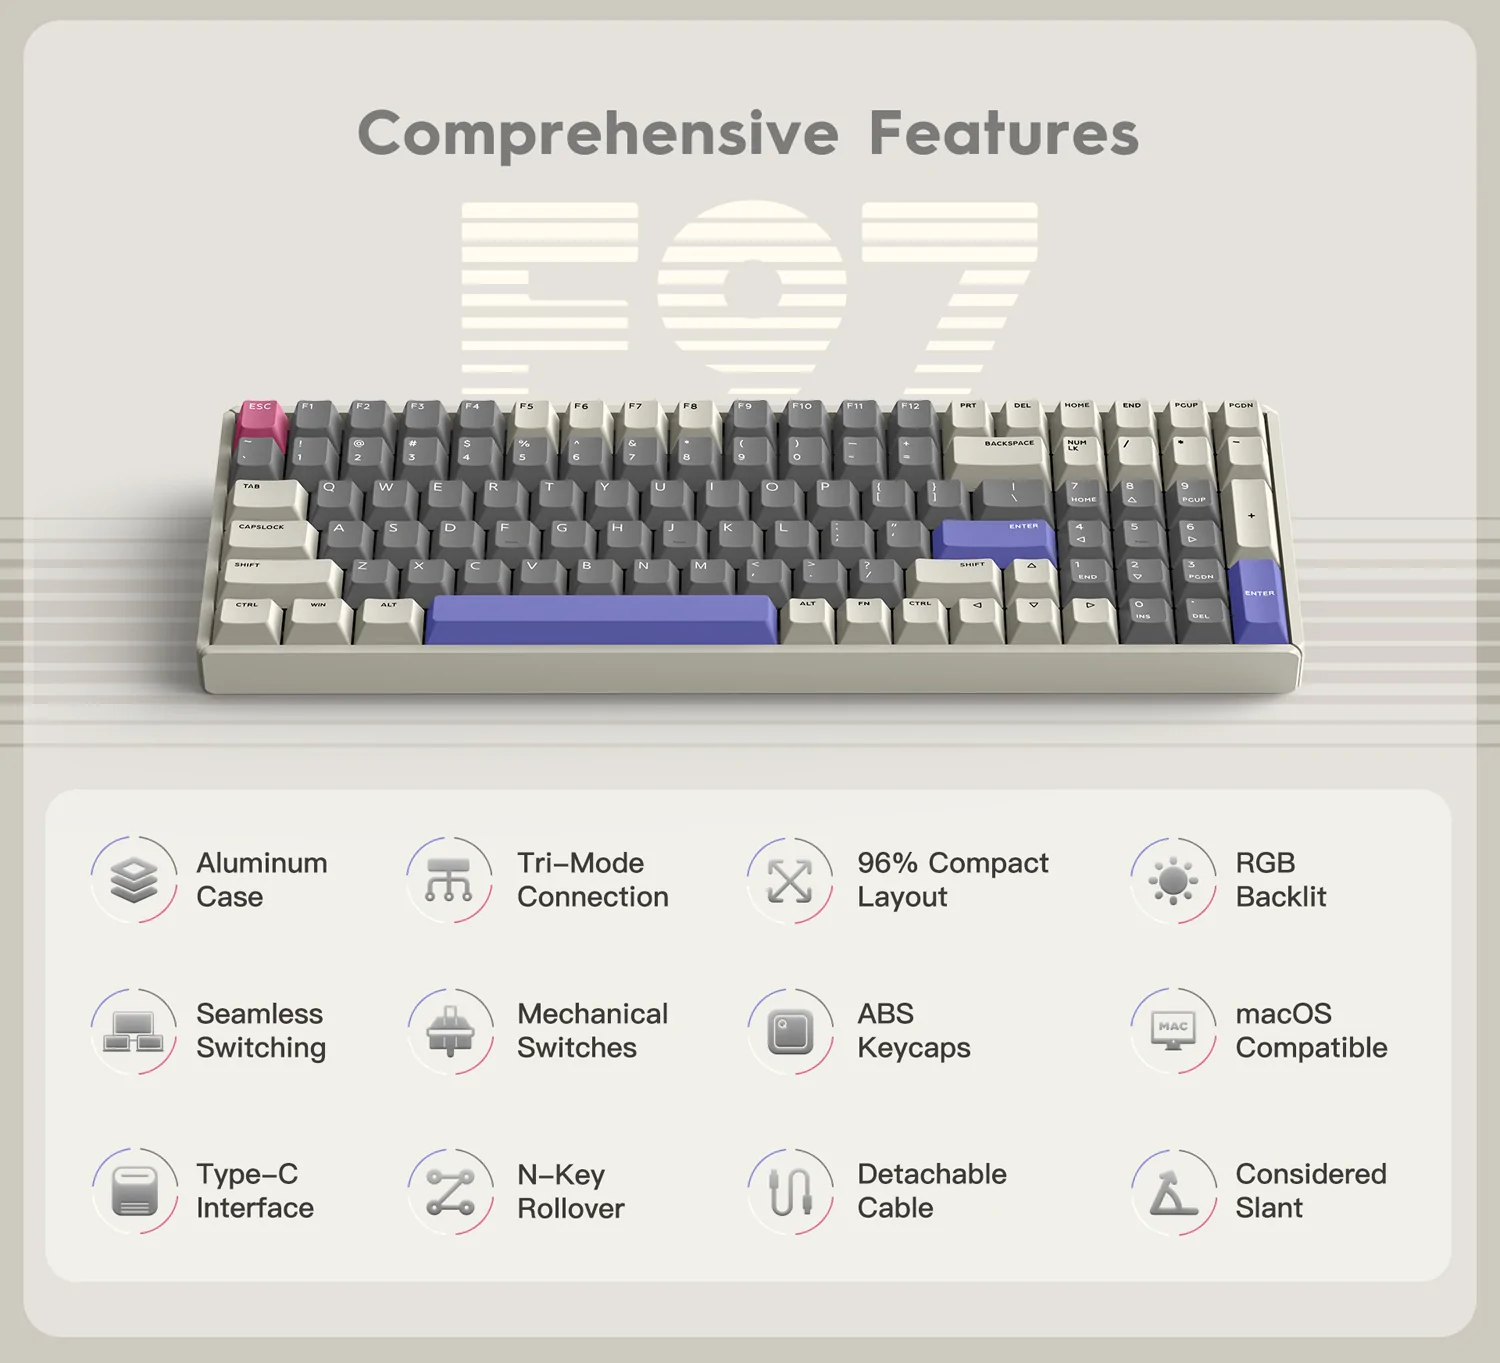 Comprehensive Features
F97
ESC F1 F2 F3 F4 F5 F6 F7 F8 F9 F10 F11 F12 PRT DEL HOME END PGUP PGDN
~ ! @ # $ % ^ & * ( ) — + BACKSPACE NUM / * −
` 1 2 3 4 5 6 7 8 9 0 - = LK
TAB Q W E R T Y U I O P { } | 7 8 9
[ ] \ HOME △ PGUP +
CAPSLOCK A S D F G H J K L : " ENTER 4 5 6
; ' ◁ ▷
SHIFT Z X C V B N M < > ? SHIFT △ 1 2 3
, . / END ▽ PGDN ENTER
CTRL WIN ALT ALT FN CTRL ◁ ▽ ▷ 0 .
INS DEL
Aluminum
Case
Tri–Mode
Connection
96% Compact
Layout
RGB
Backlit
Seamless
Switching
Mechanical
Switches
Q
ABS
Keycaps
MAC
macOS
Compatible
Type–C
Interface
N–Key
Rollover
Detachable
Cable
Considered
Slant